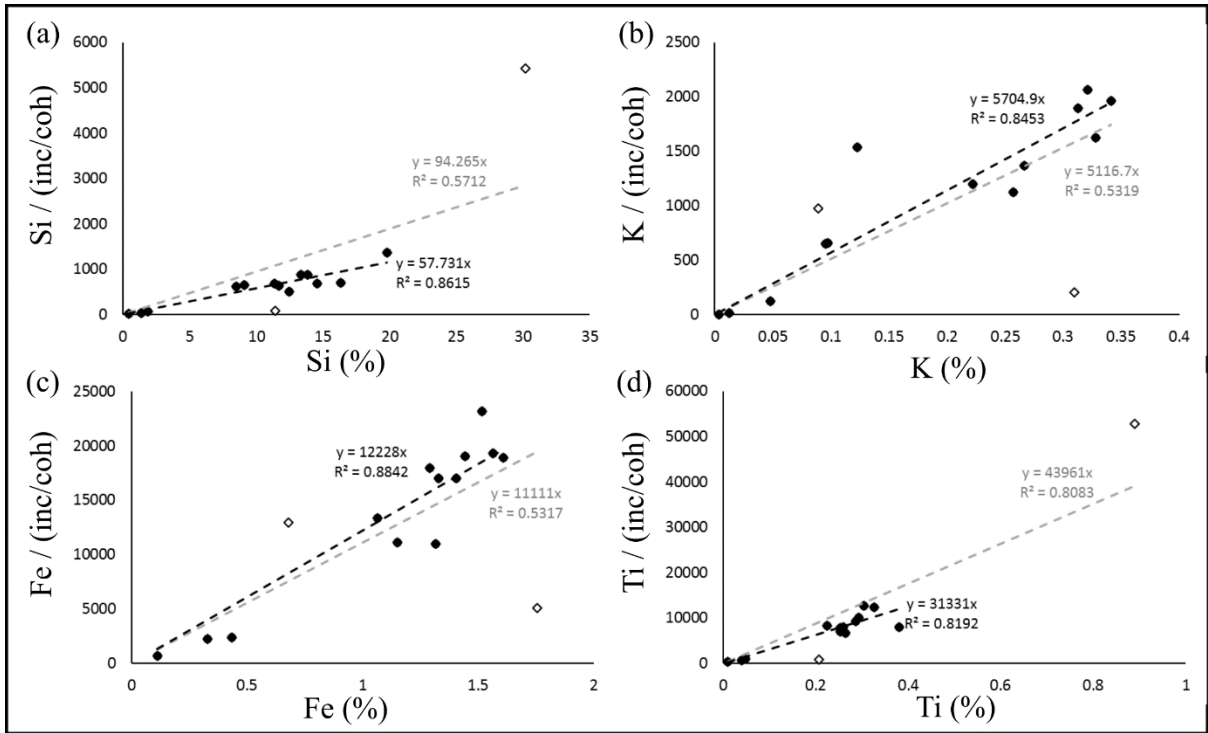 (a)
Si / (inc/coh)
6000
5000
4000
3000
2000
1000
0
y = 94.265x
R² = 0.5712
y = 57.731x
R² = 0.8615
0 5 10 15 20 25 30 35
Si (%)
(b)
K / (inc/coh)
2500
2000
1500
1000
500
0
y = 5704.9x
R² = 0.8453
y = 5116.7x
R² = 0.5319
0 0.05 0.1 0.15 0.2 0.25 0.3 0.35 0.4
K (%)
(c)
Fe / (inc/coh)
25000
20000
15000
10000
5000
0
y = 12228x
R² = 0.8842
y = 11111x
R² = 0.5317
0 0.5 1 1.5 2
Fe (%)
(d)
Ti / (inc/coh)
60000
50000
40000
30000
20000
10000
0
y = 43961x
R² = 0.8083
y = 31331x
R² = 0.8192
0 0.2 0.4 0.6 0.8 1
Ti (%)